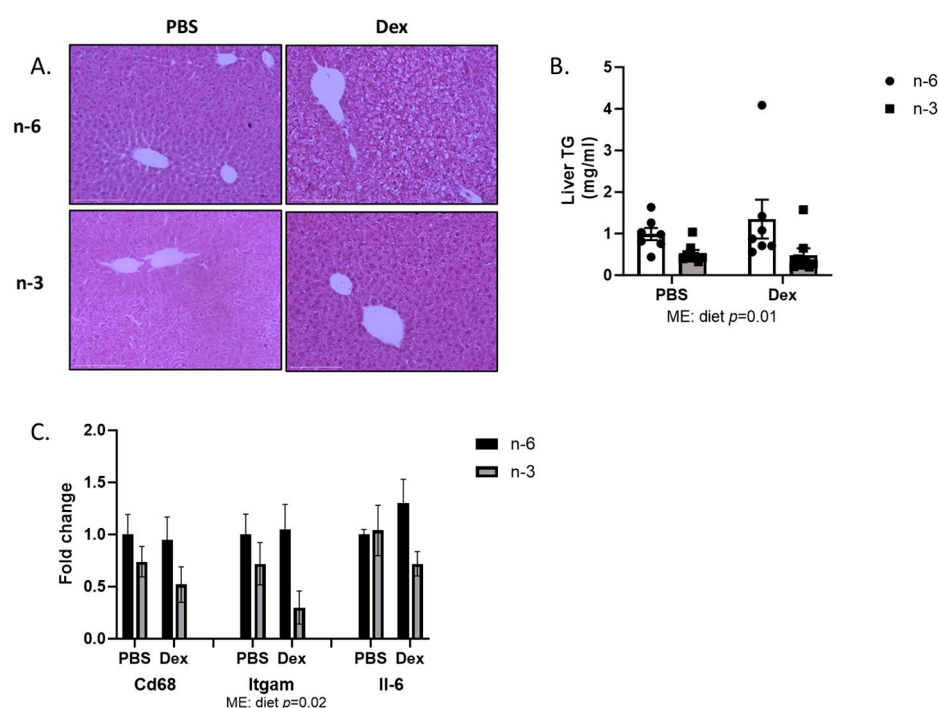 PBS Dex
A.
n-6
n-3
B.
5
4
3
2
1
0
Liver TG
(mg/ml)
PBS Dex
ME: diet p=0.01
n-6
n-3
C.
2.0
1.5
1.0
0.5
0.0
Fold change
PBS Dex PBS Dex PBS Dex
Cd68 Itgam Il-6
ME: diet p=0.02
n-6
n-3